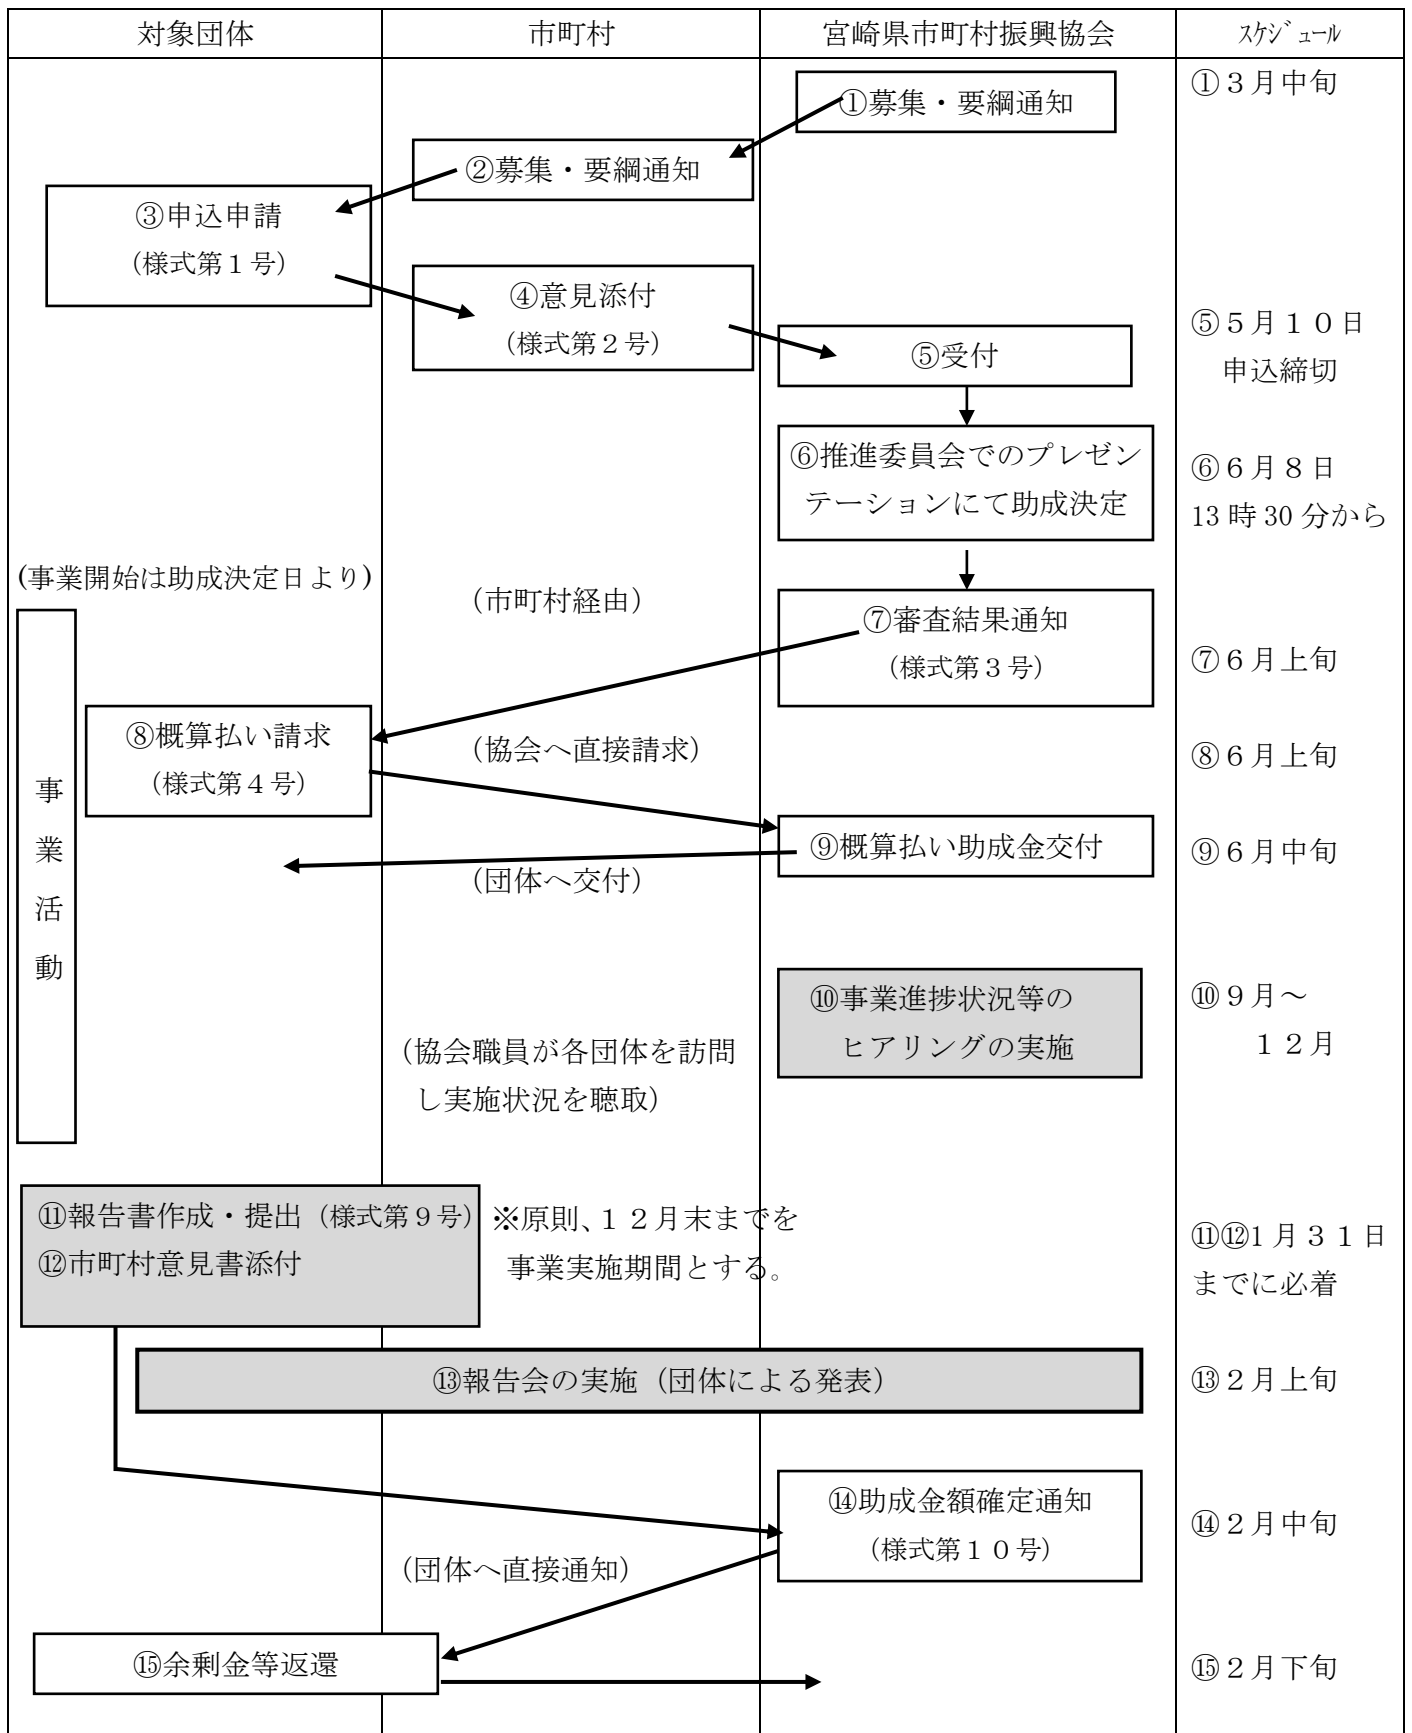 対象団体
市町村
宮崎県市町村振興協会
ｽｹｼﾞｭｰﾙ
①募集・要綱通知
①３月中旬
②募集・要綱通知
③申込申請
（様式第１号）
④意見添付
（様式第２号）
⑤受付
⑤５月１０日
申込締切
⑥推進委員会でのプレゼン
テーションにて助成決定
⑥６月８日
13時30分から
(事業開始は助成決定日より)
（市町村経由）
⑦審査結果通知
（様式第３号）
⑦６月上旬
⑧概算払い請求
（様式第４号）
（協会へ直接請求）
⑧６月上旬
事業活動
⑨概算払い助成金交付
⑨６月中旬
（団体へ交付）
⑩事業進捗状況等の
ヒアリングの実施
⑩９月～
１２月
（協会職員が各団体を訪問
し実施状況を聴取）
⑪報告書作成・提出（様式第９号）
⑫市町村意見書添付
※原則、１２月末までを
事業実施期間とする。
⑪⑫1月３１日
までに必着
⑬報告会の実施（団体による発表）
⑬２月上旬
⑭助成金額確定通知
（様式第１０号）
⑭２月中旬
（団体へ直接通知）
⑮余剰金等返還
⑮２月下旬